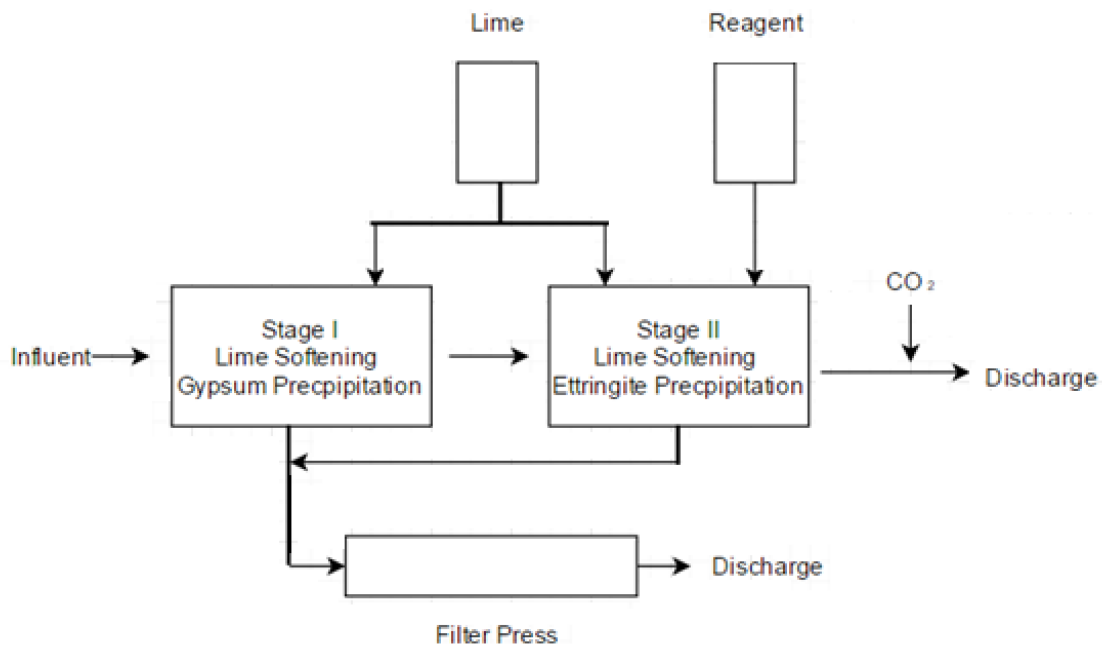 Lime
Reagent
CO₂
Stage I
Lime Softening
Gypsum Precpipitation
Stage II
Lime Softening
Ettringite Precpipitation
Influent
Discharge
Discharge
Filter Press